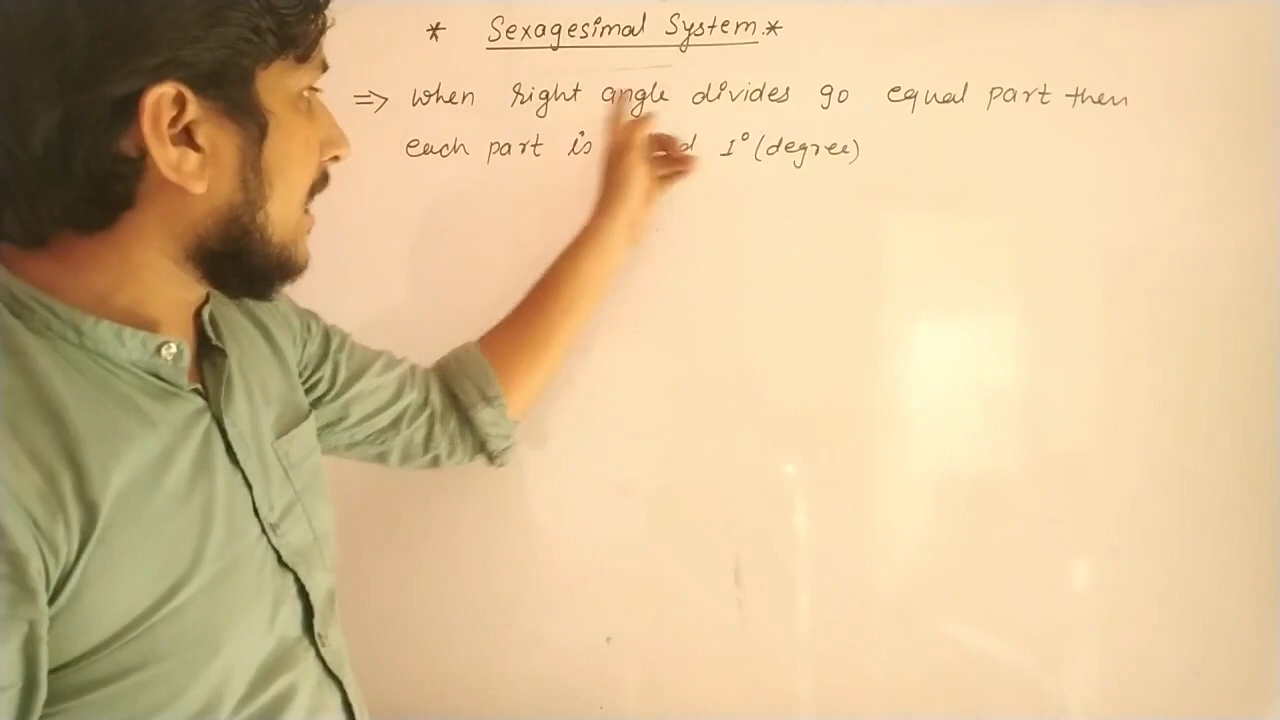 * Sexagesimal System.*
⇒ When right angle divides 90 equal part then
each part is 1° (degree)